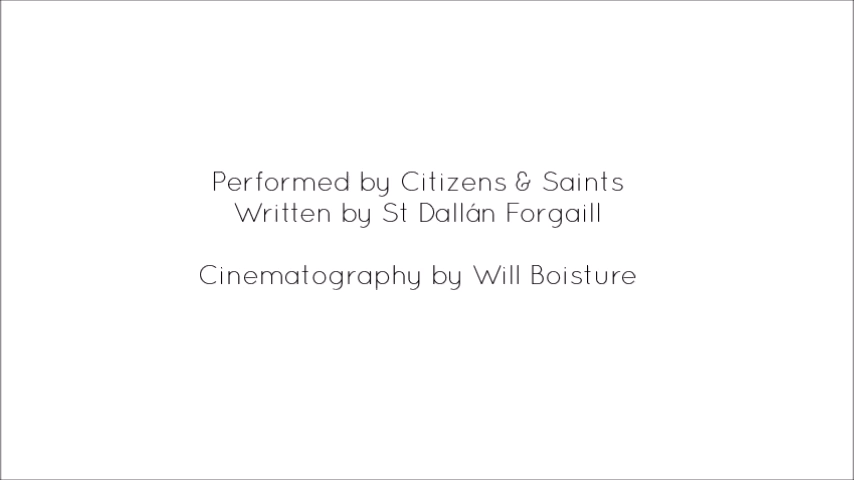 Performed by Citizens & Saints
Written by St Dallán Forgaill
Cinematography by Will Boisture